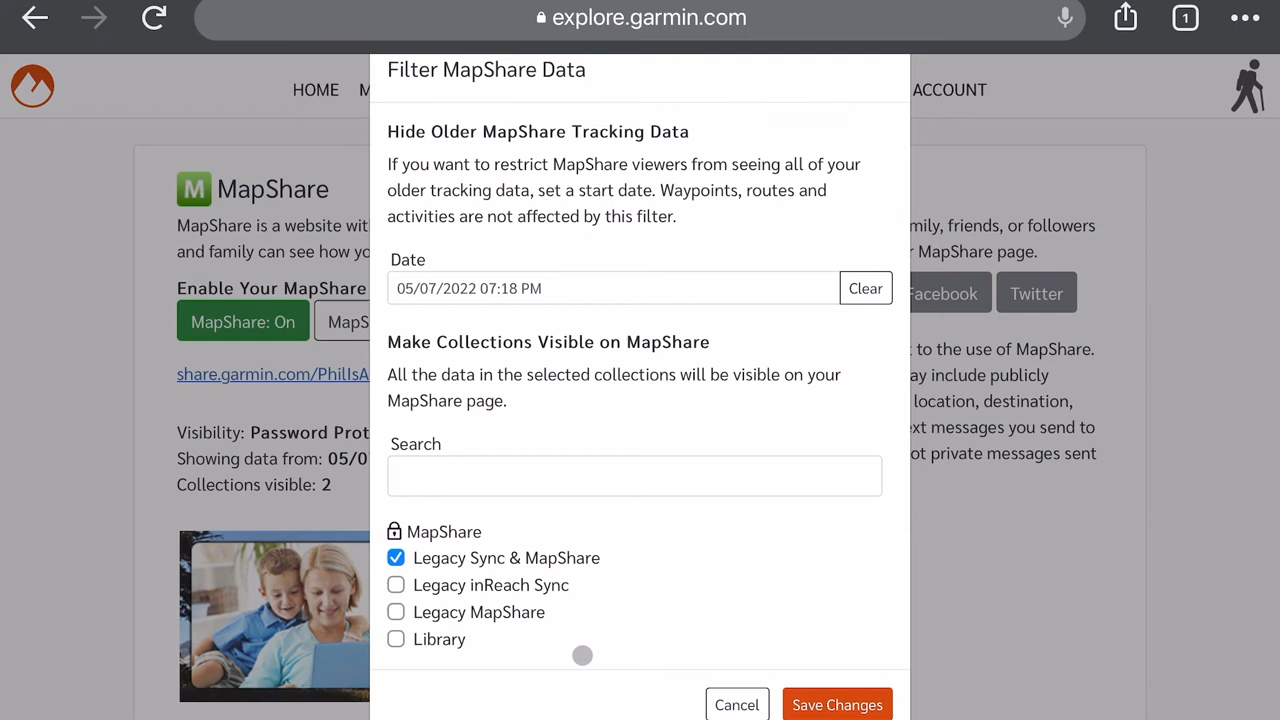 explore.garmin.com
1
Filter MapShare Data
HOME M
ACCOUNT
Hide Older MapShare Tracking Data
If you want to restrict MapShare viewers from seeing all of your
older tracking data, set a start date. Waypoints, routes and
activities are not affected by this filter.
Date
05/07/2022 07:18 PM
Clear
Make Collections Visible on MapShare
All the data in the selected collections will be visible on your
MapShare page.
Search
MapShare
Legacy Sync & MapShare
Legacy inReach Sync
Legacy MapShare
Library
Cancel
Save Changes
M MapShare
MapShare is a website wit
and family can see how yo
Enable Your MapShare
MapShare: On
MapS
share.garmin.com/PhilIsA
Visibility: Password Prot
Showing data from: 05/0
Collections visible: 2
mily, friends, or followers
MapShare page.
Facebook
Twitter
to the use of MapShare.
ay include publicly
location, destination,
ext messages you send to
ot private messages sent